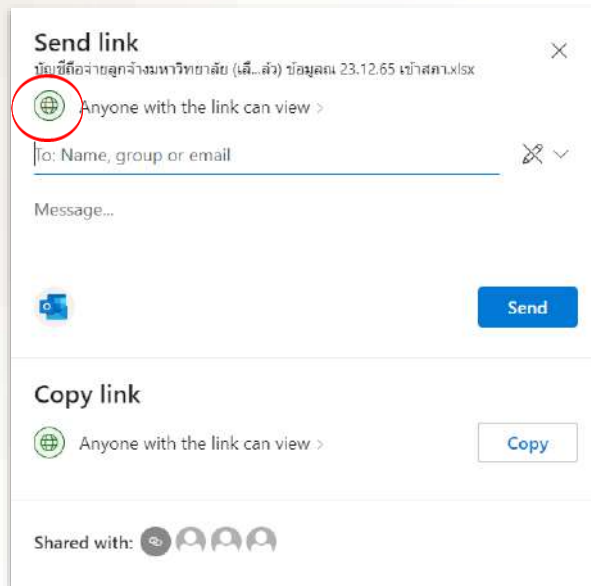 Send link
บัญชีถือจ่ายลูกจ้างมหาวิทยาลัย (เลื...ล้ว) ข้อมูลณ 23.12.65 เข้าสภา.xlsx
Anyone with the link can view >
To: Name, group or email
Message...
Send
Copy link
Anyone with the link can view >
Copy
Shared with: